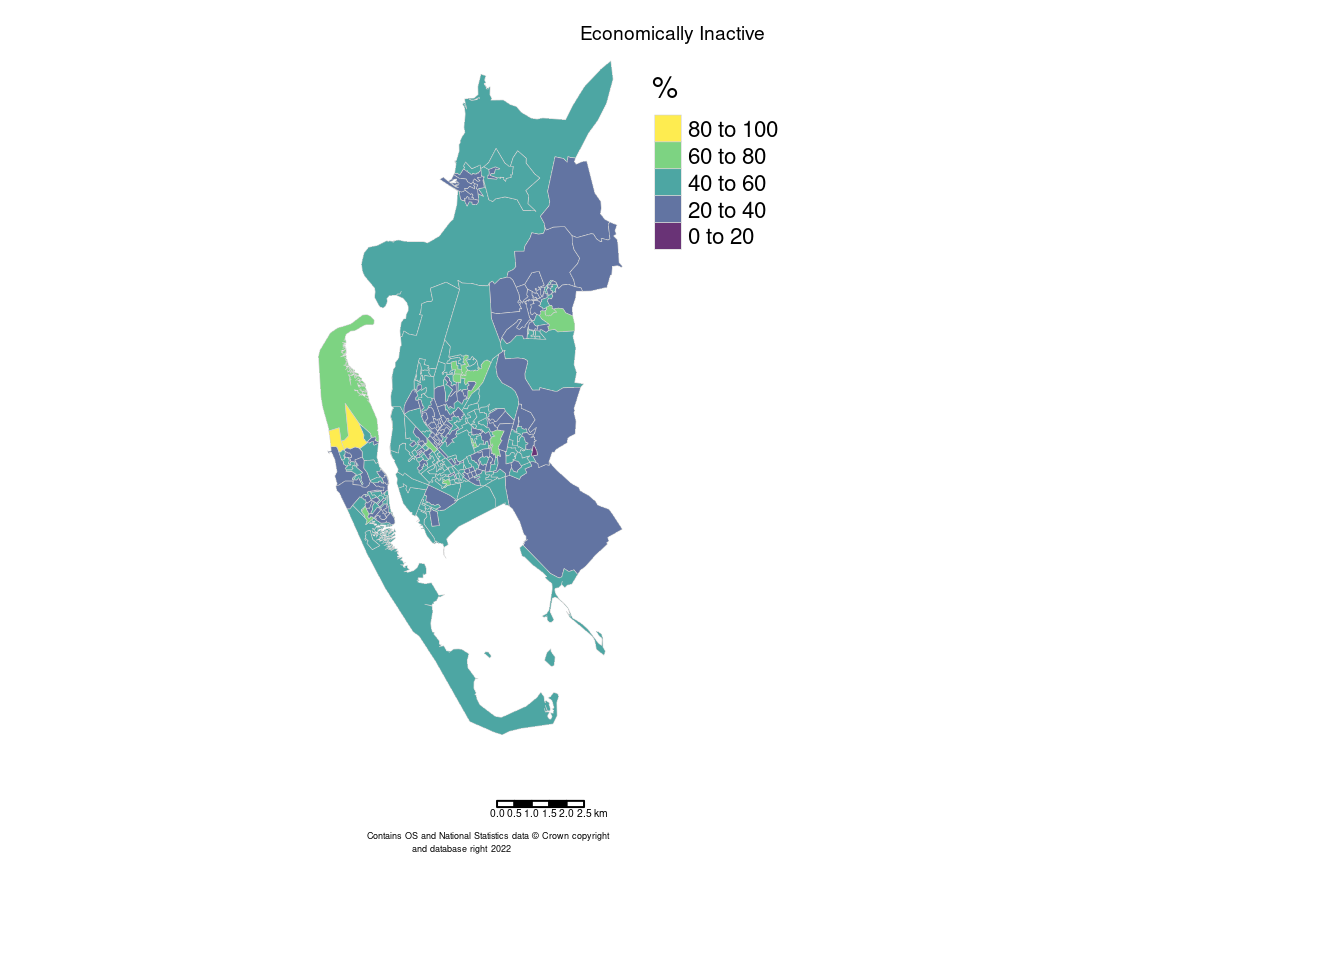 Economically Inactive
%
80 to 100
60 to 80
40 to 60
20 to 40
0 to 20
0.0 0.5 1.0 1.5 2.0 2.5 km
Contains OS and National Statistics data © Crown copyright
and database right 2022